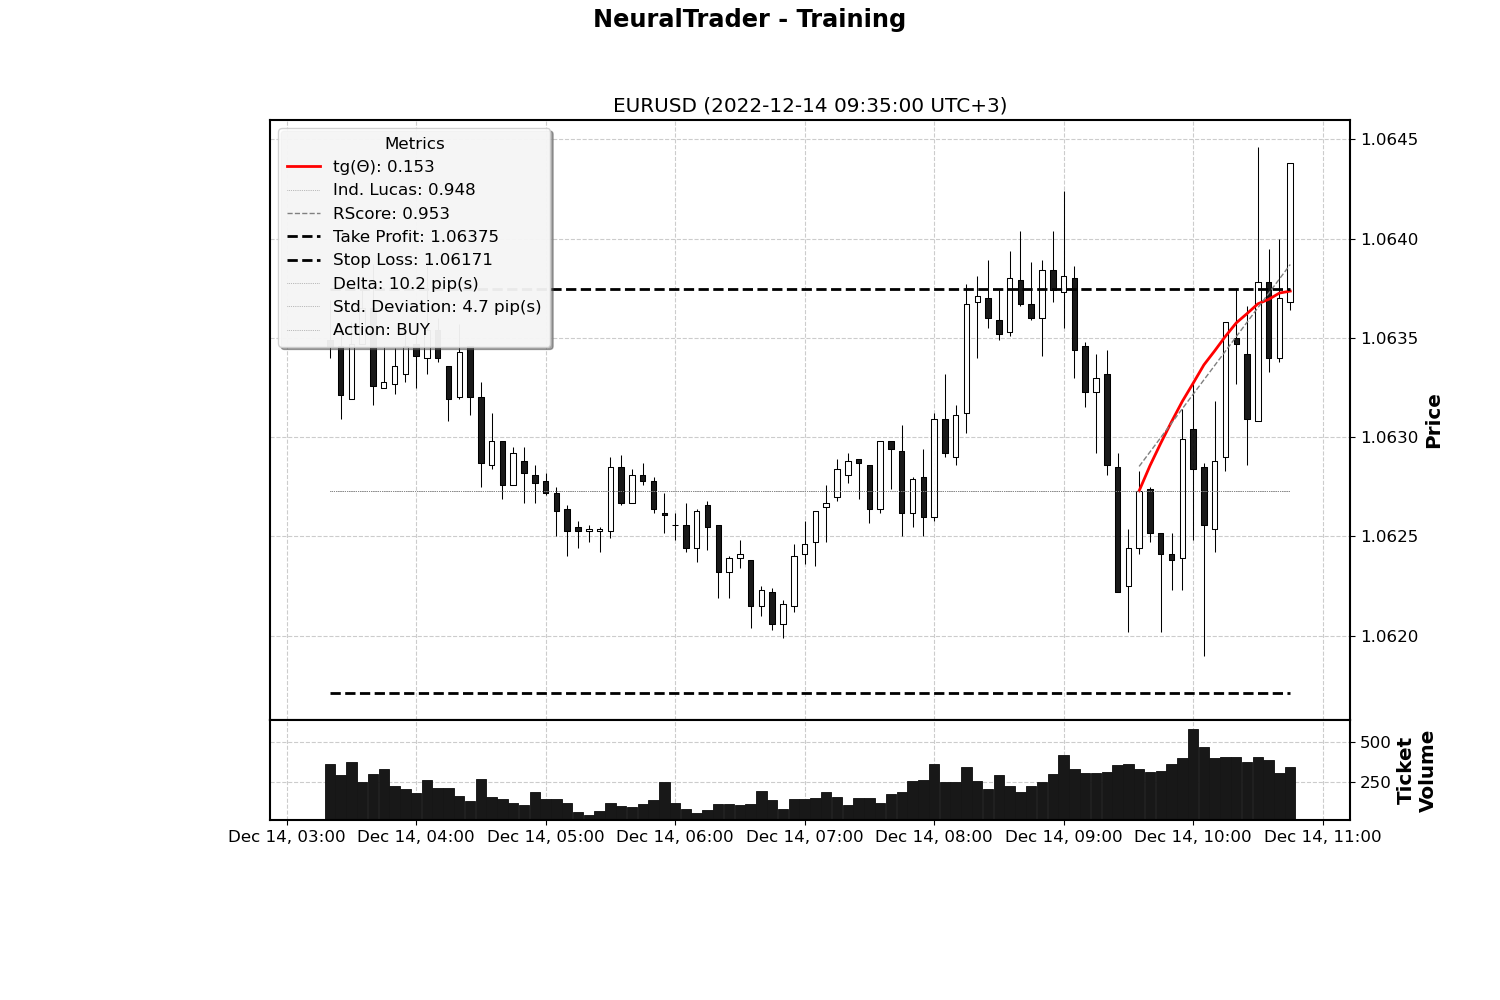 NeuralTrader - Training
EURUSD (2022-12-14 09:35:00 UTC+3)
Metrics
tg(Θ): 0.153
Ind. Lucas: 0.948
RScore: 0.953
Take Profit: 1.06375
Stop Loss: 1.06171
Delta: 10.2 pip(s)
Std. Deviation: 4.7 pip(s)
Action: BUY
1.0645
1.0640
1.0635
1.0630
1.0625
1.0620
Price
500
250
Ticket
Volume
Dec 14, 03:00 Dec 14, 04:00 Dec 14, 05:00 Dec 14, 06:00 Dec 14, 07:00 Dec 14, 08:00 Dec 14, 09:00 Dec 14, 10:00 Dec 14, 11:00